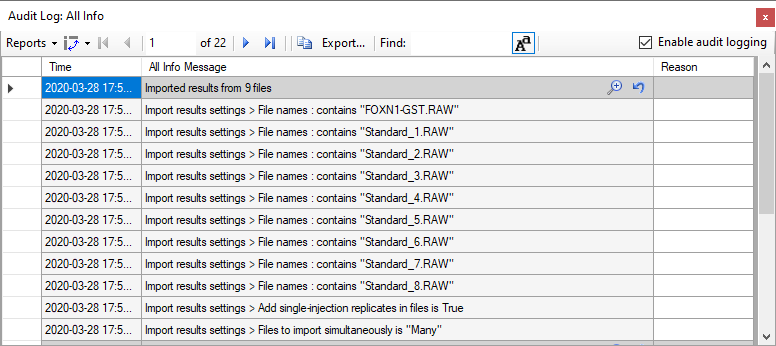 Audit Log: All Info
Reports 1 of 22 Export... Find: Aa Enable audit logging
Time All Info Message Reason
2020-03-28 17:5... Imported results from 9 files
2020-03-28 17:5... Import results settings > File names : contains "FOXN1-GST.RAW"
2020-03-28 17:5... Import results settings > File names : contains "Standard_1.RAW"
2020-03-28 17:5... Import results settings > File names : contains "Standard_2.RAW"
2020-03-28 17:5... Import results settings > File names : contains "Standard_3.RAW"
2020-03-28 17:5... Import results settings > File names : contains "Standard_4.RAW"
2020-03-28 17:5... Import results settings > File names : contains "Standard_5.RAW"
2020-03-28 17:5... Import results settings > File names : contains "Standard_6.RAW"
2020-03-28 17:5... Import results settings > File names : contains "Standard_7.RAW"
2020-03-28 17:5... Import results settings > File names : contains "Standard_8.RAW"
2020-03-28 17:5... Import results settings > Add single-injection replicates in files is True
2020-03-28 17:5... Import results settings > Files to import simultaneously is "Many"